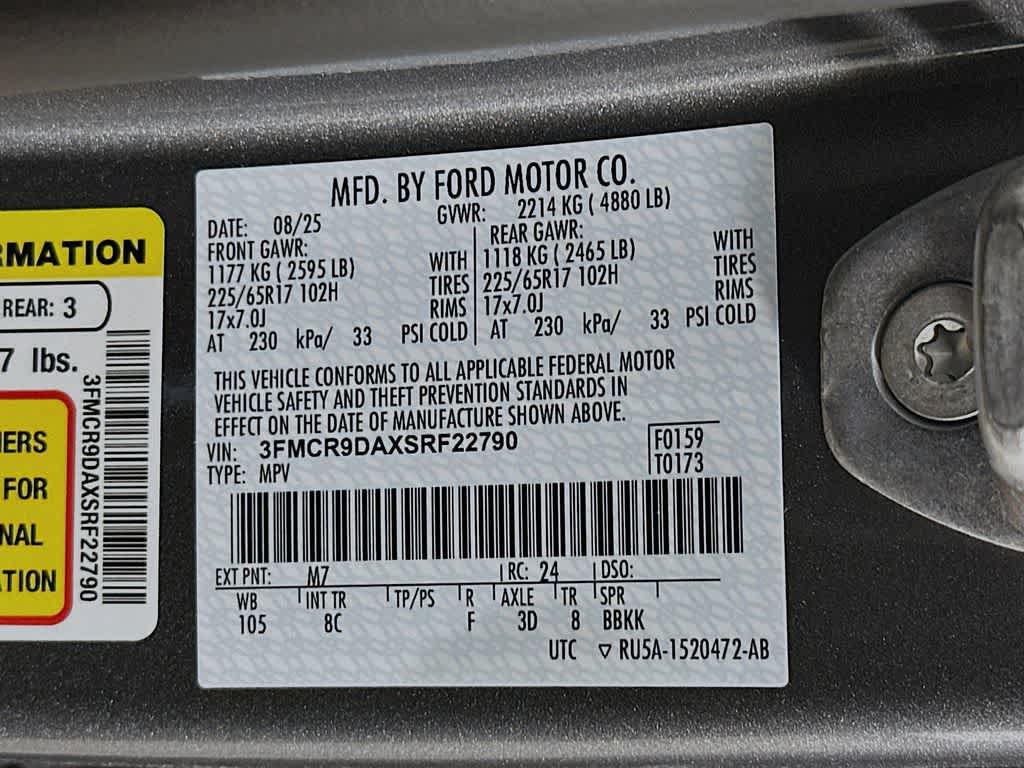 RMATION
REAR: 3
7 lbs.
3FMCR9DAXSRF22790
NERS
FOR
NAL
ATION
MFD. BY FORD MOTOR CO.
DATE: 08/25 GVWR: 2214 KG ( 4880 LB)
FRONT GAWR: REAR GAWR:
1177 KG ( 2595 LB) WITH 1118 KG ( 2465 LB) WITH
225/65R17 102H TIRES 225/65R17 102H TIRES
17x7.0J RIMS 17x7.0J RIMS
AT 230 kPa/ 33 PSI COLD AT 230 kPa/ 33 PSI COLD
THIS VEHICLE CONFORMS TO ALL APPLICABLE FEDERAL MOTOR
VEHICLE SAFETY AND THEFT PREVENTION STANDARDS IN
EFFECT ON THE DATE OF MANUFACTURE SHOWN ABOVE.
VIN: 3FMCR9DAXSRF22790 F0159
TYPE: MPV T0173
EXT PNT: M7 RC: 24 DSO:
WB INT TR TP/PS R AXLE TR SPR
105 8C F 3D 8 BBKK
UTC ▽ RU5A-1520472-AB